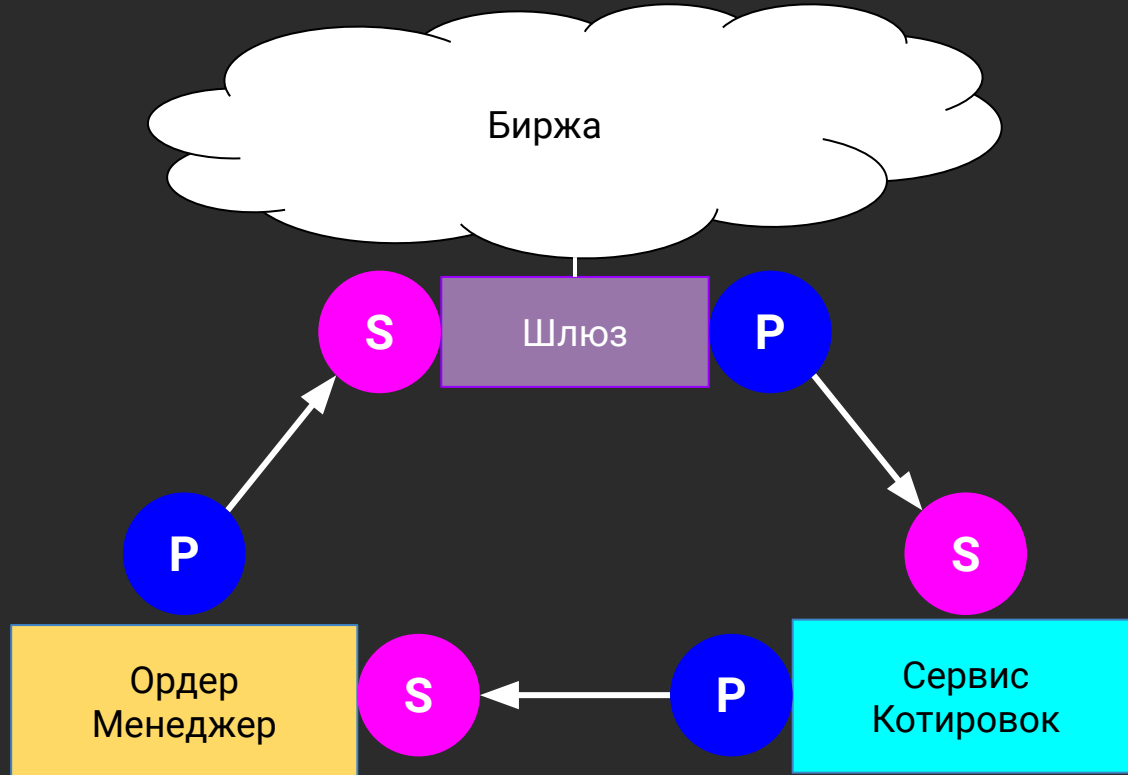 Биржа
S
Шлюз
P
P
S
Ордер
Менеджер
S
P
Сервис
Котировок